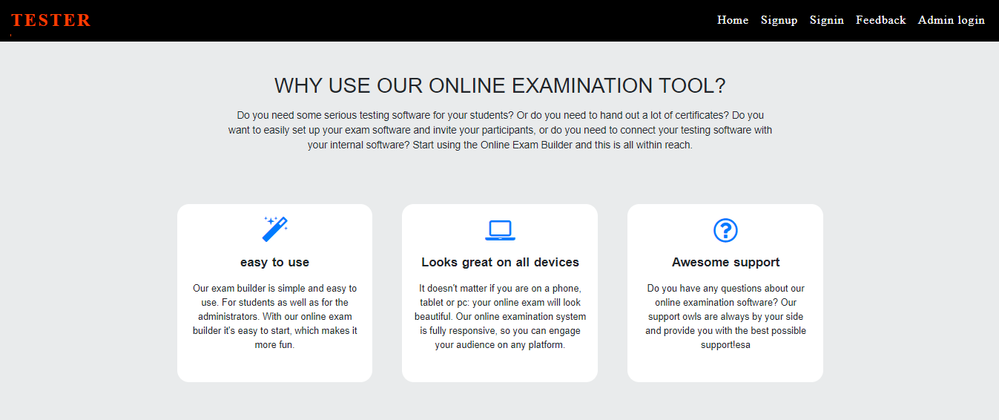 TESTER
Home Signup Signin Feedback Admin login
WHY USE OUR ONLINE EXAMINATION TOOL?
Do you need some serious testing software for your students? Or do you need to hand out a lot of certificates? Do you
want to easily set up your exam software and invite your participants, or do you need to connect your testing software with
your internal software? Start using the Online Exam Builder and this is all within reach.
easy to use
Our exam builder is simple and easy to
use. For students as well as for the
administrators. With our online exam
builder it's easy to start, which makes it
more fun.
Looks great on all devices
It doesn't matter if you are on a phone,
tablet or pc: your online exam will look
beautiful. Our online examination system
is fully responsive, so you can engage
your audience on any platform.
Awesome support
Do you have any questions about our
online examination software? Our
support owls are always by your side
and provide you with the best possible
support!esa